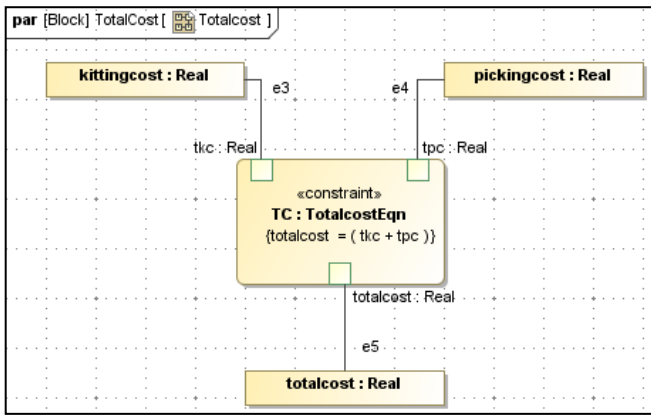 par [Block] TotalCost [ Totalcost ]
kittingcost : Real
pickingcost : Real
e3
e4
tkc : Real
tpc : Real
«constraint»
TC : TotalcostEqn
{totalcost = ( tkc + tpc )}
totalcost : Real
e5
totalcost : Real